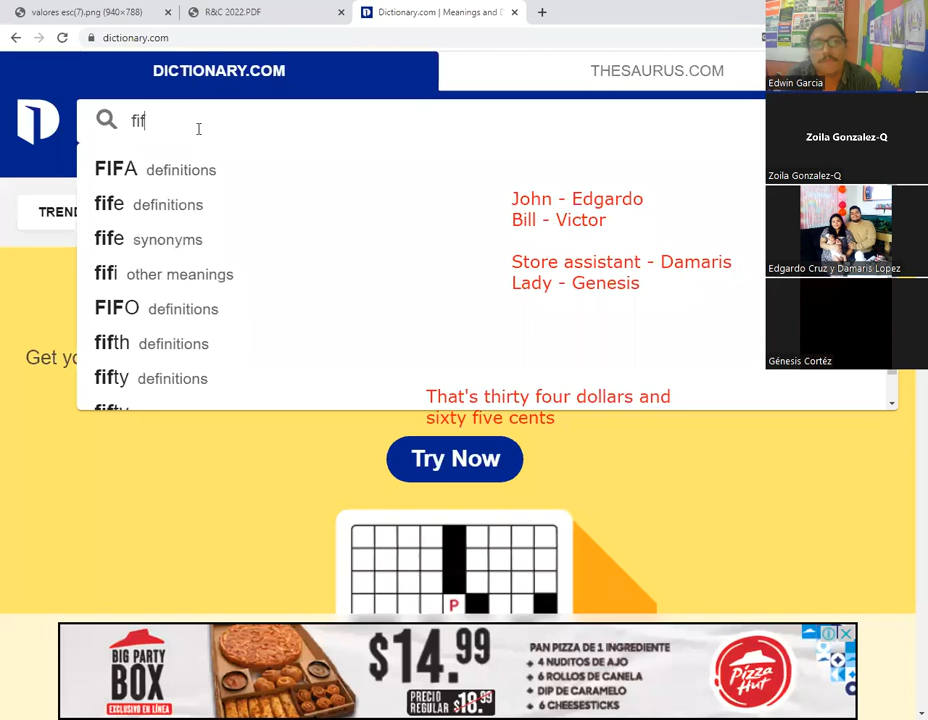 valores esc(7).png (940×788)
R&C 2022.PDF
Dictionary.com | Meanings and D
dictionary.com
DICTIONARY.COM
THESAURUS.COM
fif
FIFA definitions
fife definitions
fife synonyms
fifi other meanings
FIFO definitions
fifth definitions
fifty definitions
TREND
Get yo
John - Edgardo
Bill - Victor
Store assistant - Damaris
Lady - Genesis
That's thirty four dollars and
sixty five cents
Try Now
P
Edwin Garcia
Zoila Gonzalez-Q
Zoila Gonzalez-Q
Edgardo Cruz y Damaris Lopez
Génesis Cortéz
BIG PARTY
BOX
EXCLUSIVO EN LÍNEA
$14.99
PRECIO
REGULAR $18.99
PAN PIZZA DE 1 INGREDIENTE
+ 4 NUDITOS DE AJO
+ 6 ROLLOS DE CANELA
+ DIP DE CARAMELO
+ 6 CHEESESTICKS
Pizza
Hut